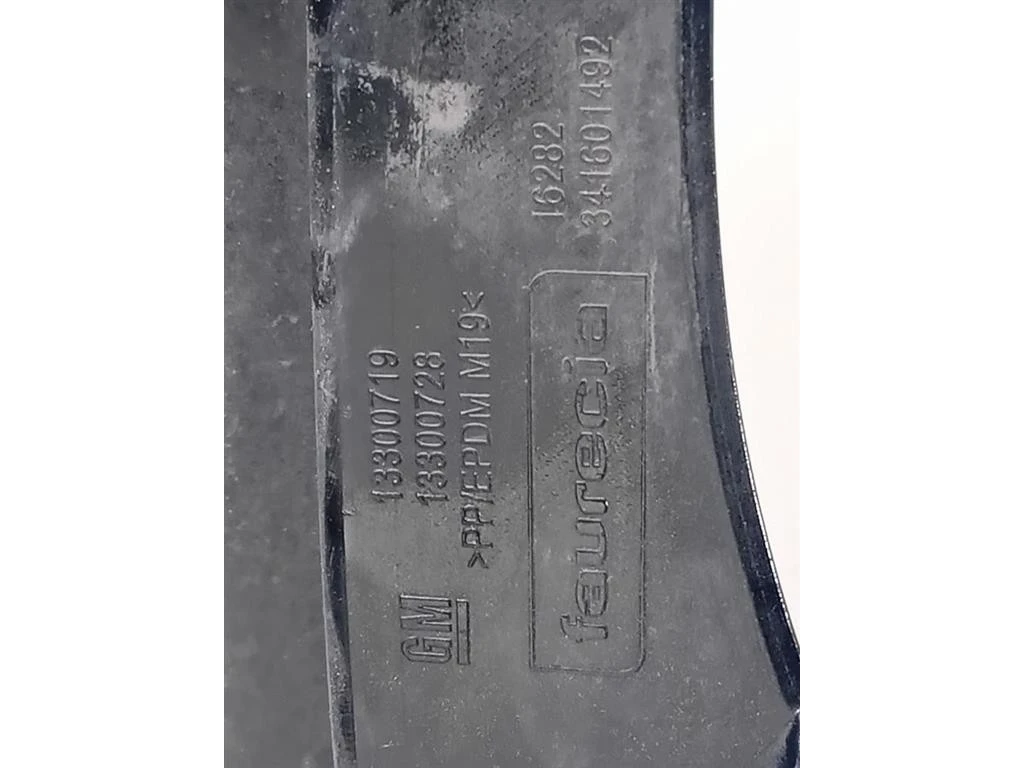 13300719
13300728
GM >PP/EPDM M19<
16282
341601492
faurecia